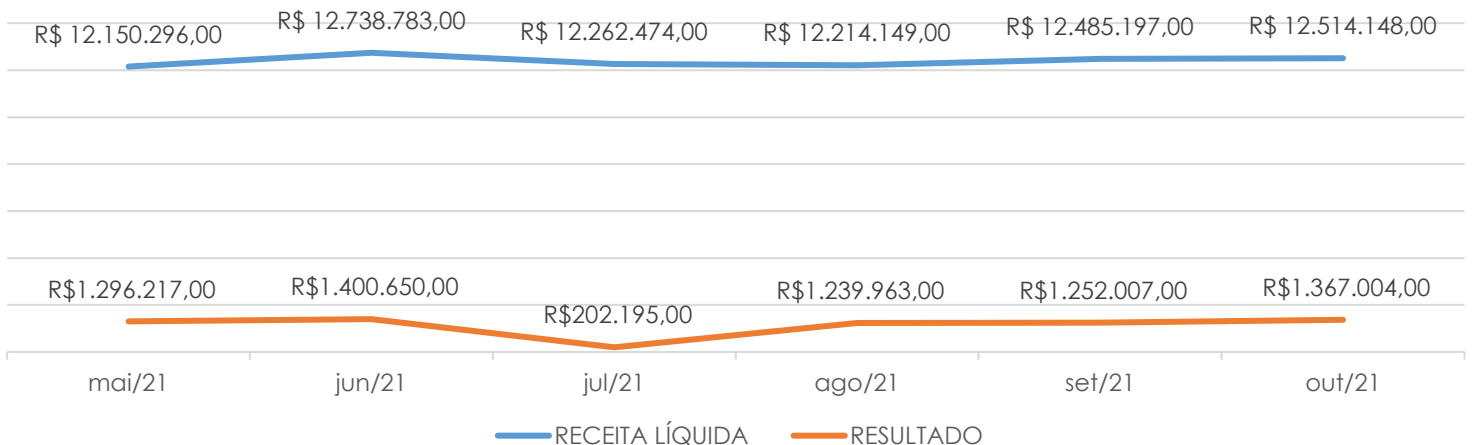 R$ 12.150.296,00
R$ 12.738.783,00
R$ 12.262.474,00
R$ 12.214.149,00
R$ 12.485.197,00
R$ 12.514.148,00
R$1.296.217,00
R$1.400.650,00
R$202.195,00
R$1.239.963,00
R$1.252.007,00
R$1.367.004,00
mai/21
jun/21
jul/21
ago/21
set/21
out/21
RECEITA LÍQUIDA
RESULTADO